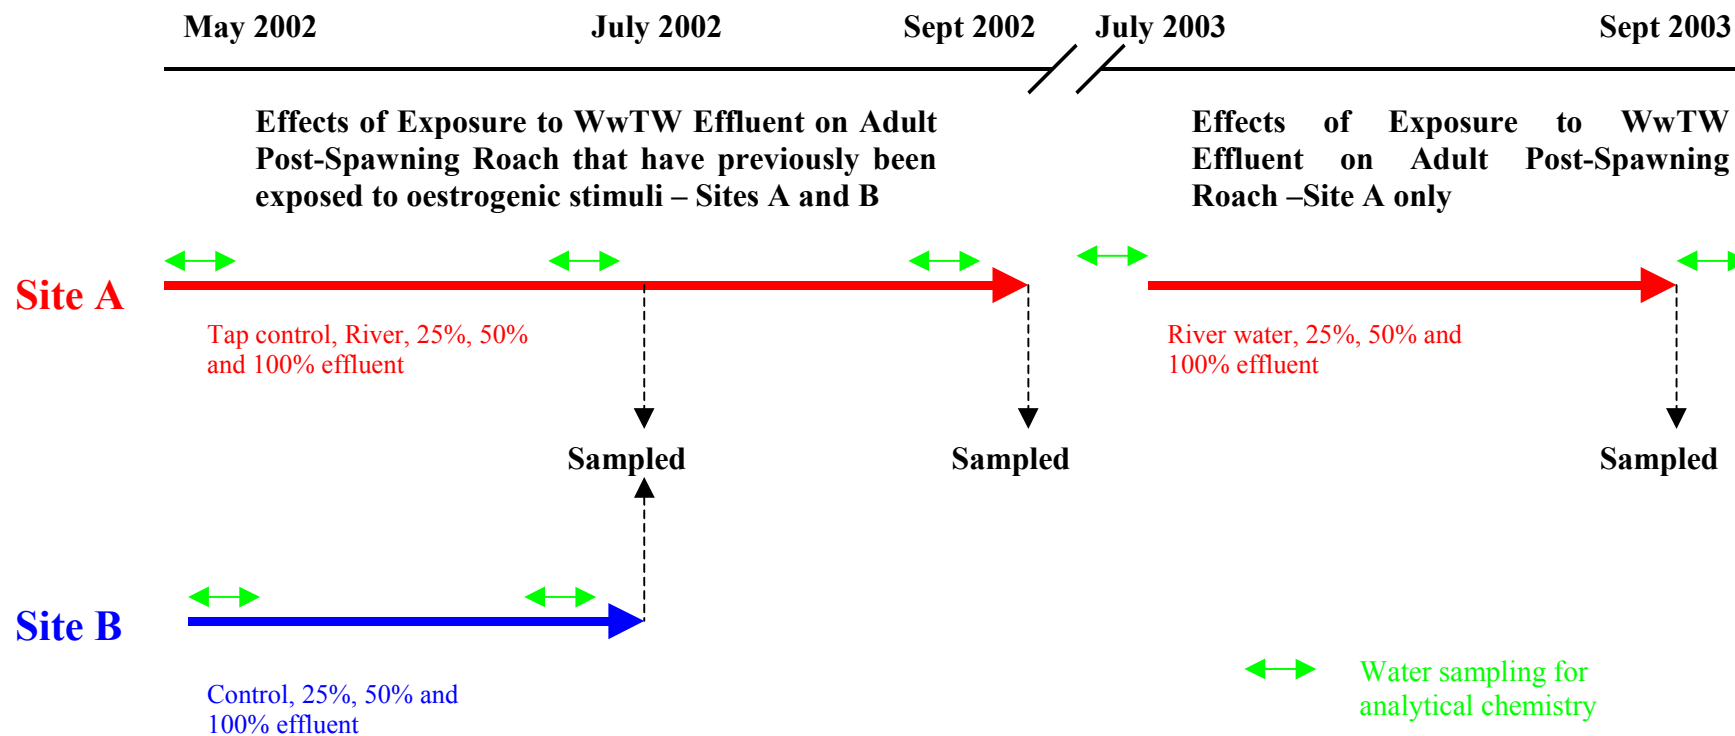 May 2002 July 2002 Sept 2002 July 2003 Sept 2003
Effects of Exposure to WwTW Effluent on Adult
Post-Spawning Roach that have previously been
exposed to oestrogenic stimuli – Sites A and B
Effects of Exposure to WwTW
Effluent on Adult Post-Spawning
Roach –Site A only
Site A
Tap control, River, 25%, 50%
and 100% effluent
River water, 25%, 50% and
100% effluent
Sampled Sampled Sampled
Site B
Control, 25%, 50% and
100% effluent
Water sampling for
analytical chemistry